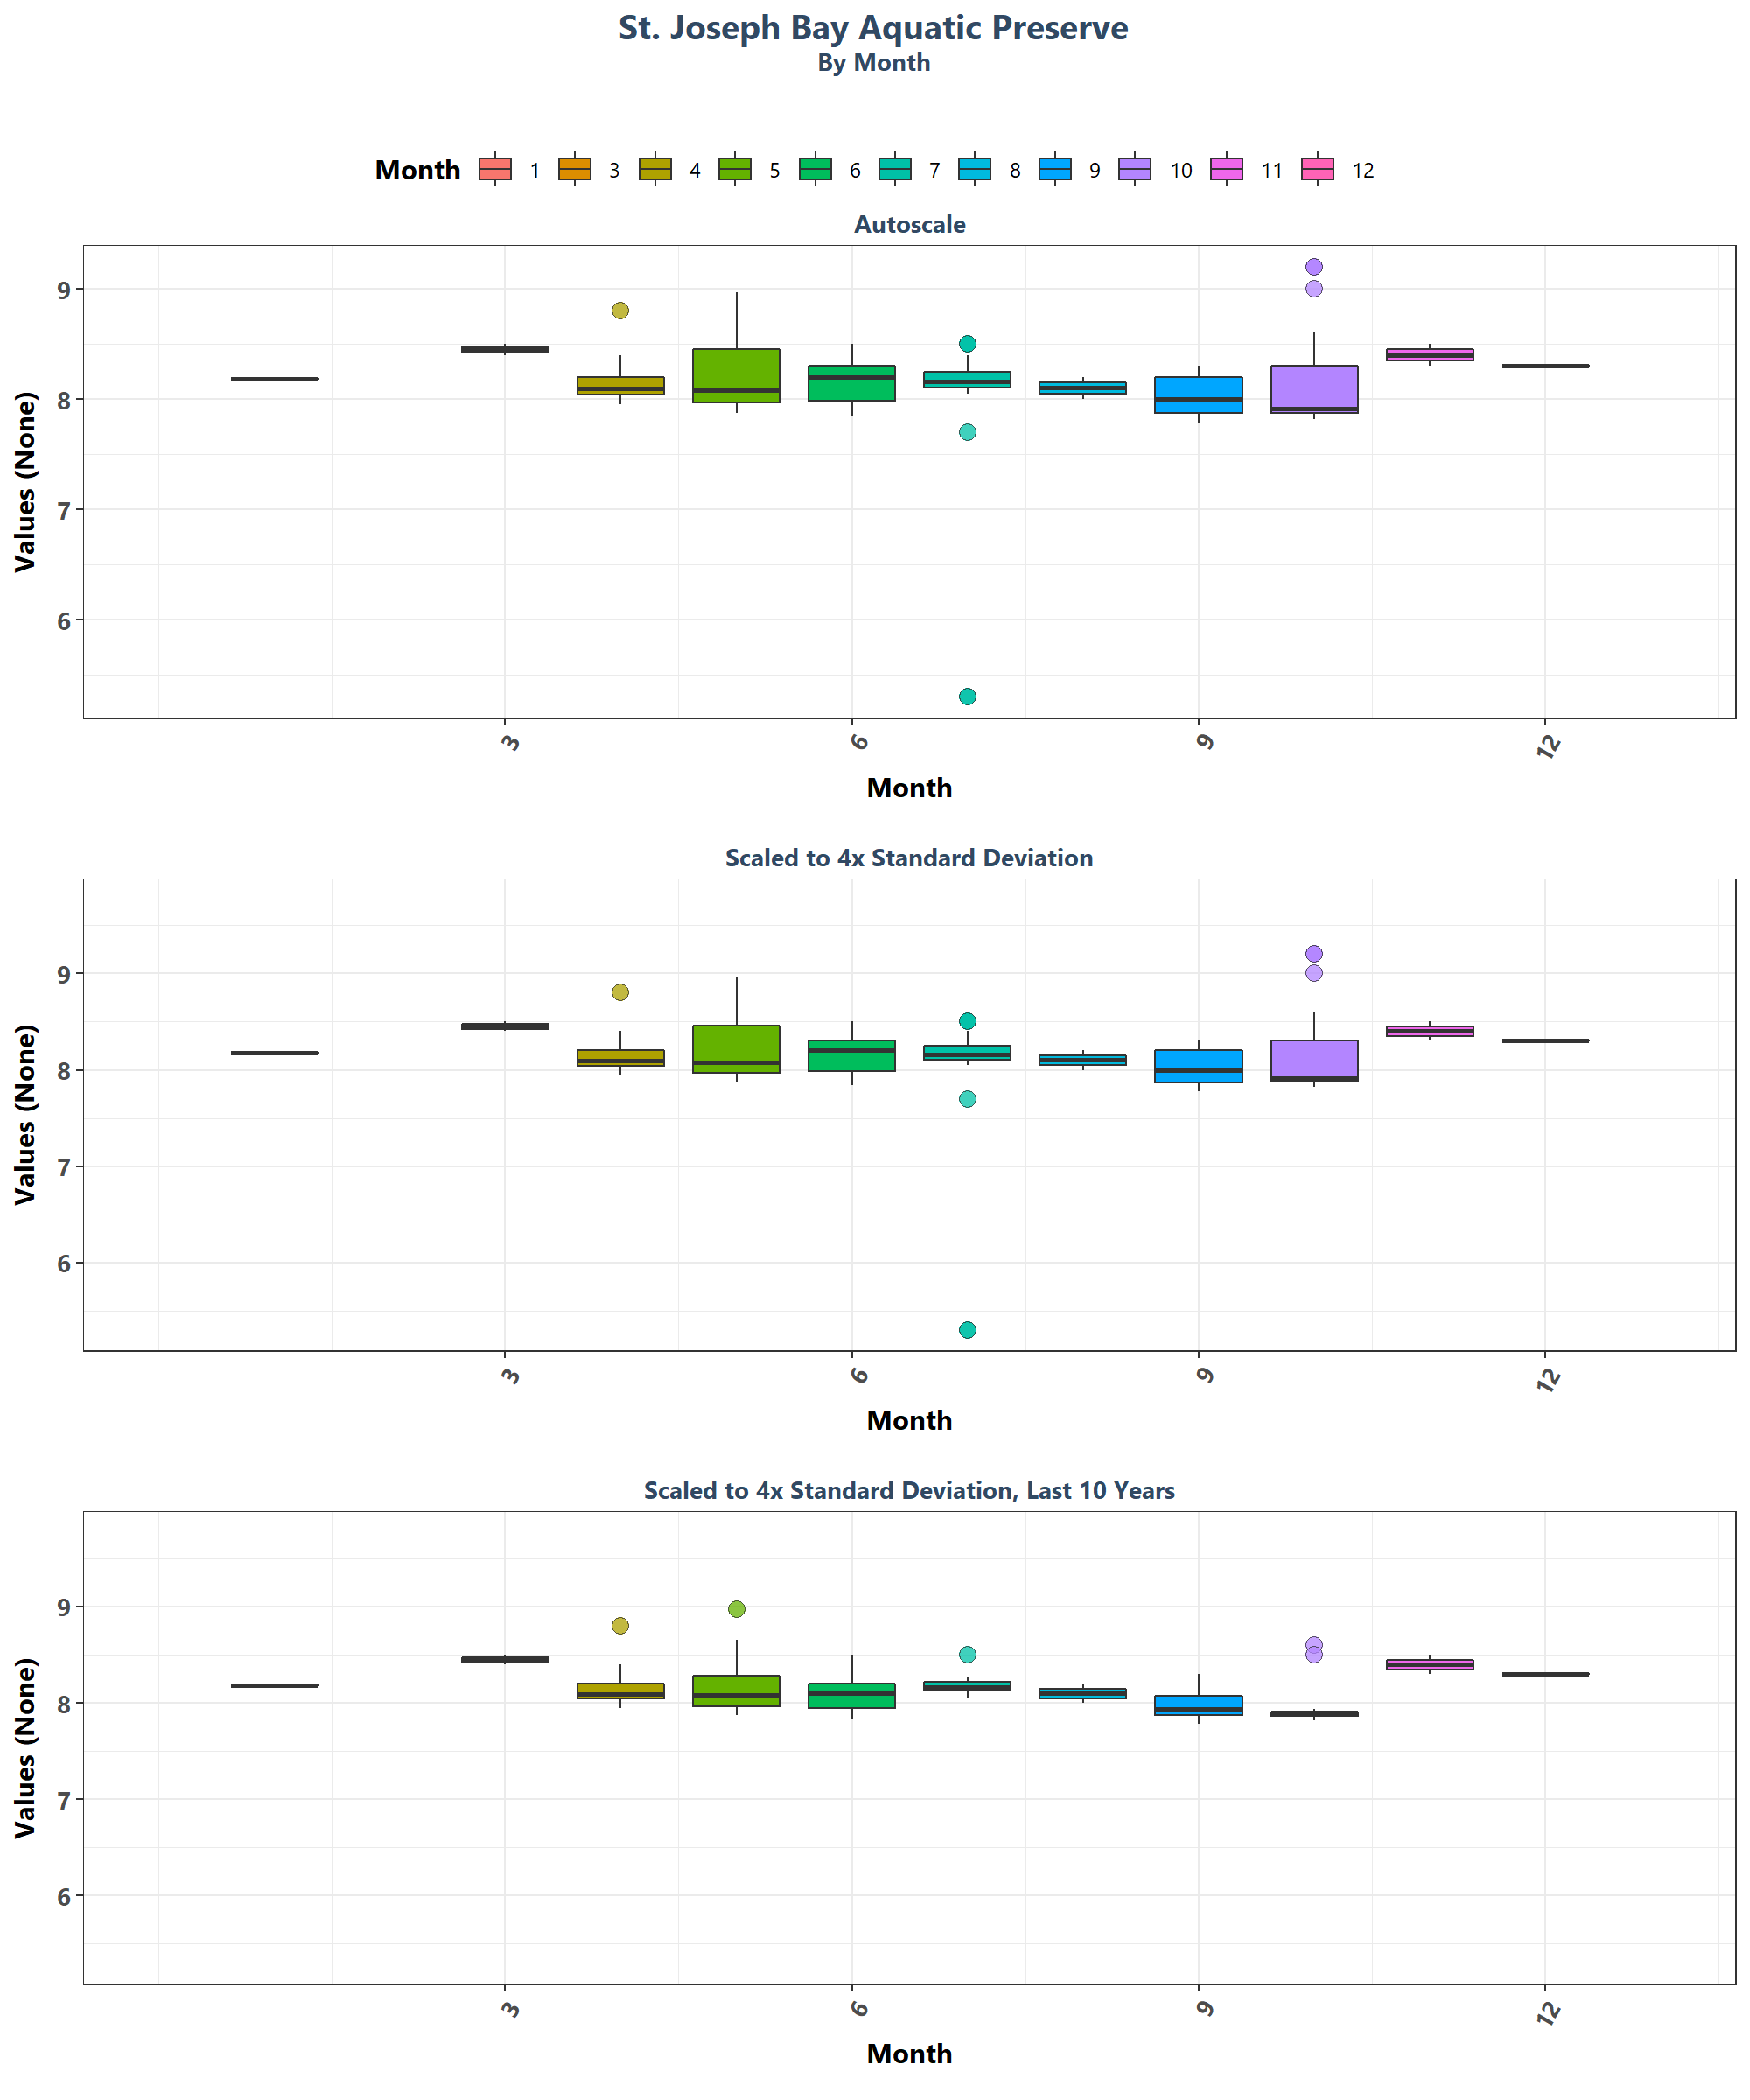 St. Joseph Bay Aquatic Preserve
By Month
Month 1 3 4 5 6 7 8 9 10 11 12
Autoscale
Values (None)
9
8
7
6
3 6 9 12
Month
Scaled to 4x Standard Deviation
Values (None)
9
8
7
6
3 6 9 12
Month
Scaled to 4x Standard Deviation, Last 10 Years
Values (None)
9
8
7
6
3 6 9 12
Month